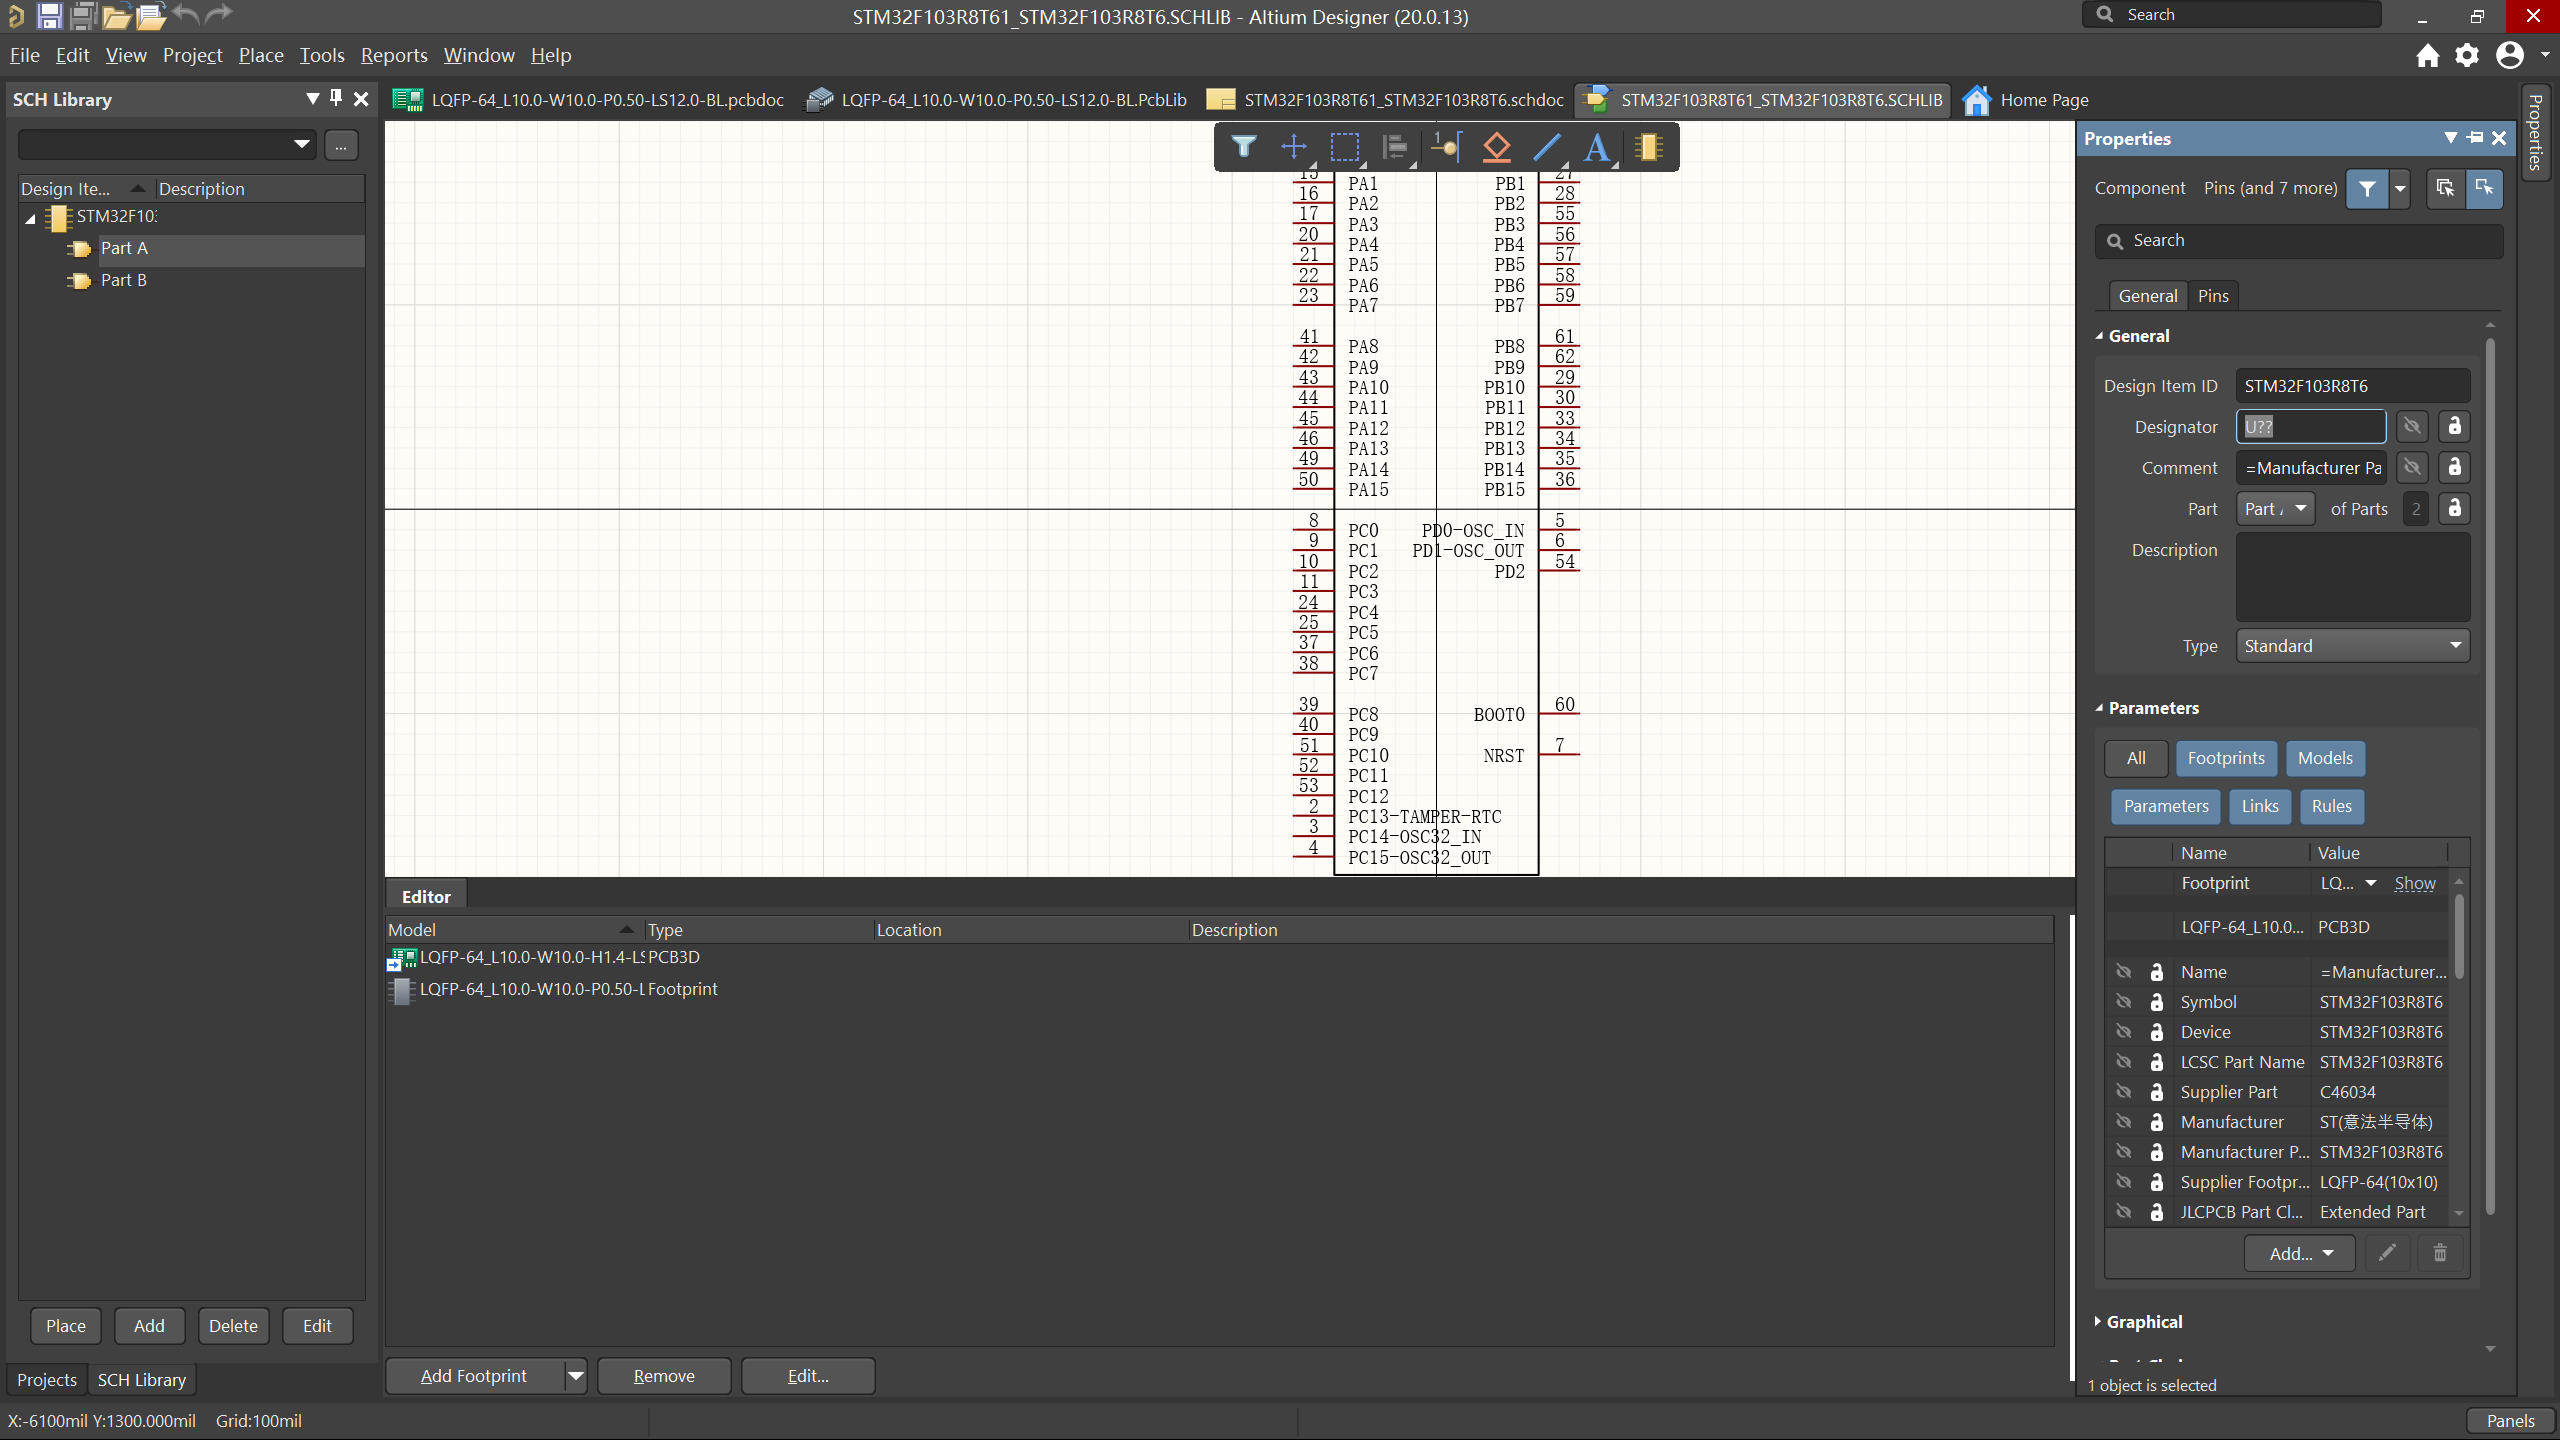 STM32F103R8T61_STM32F103R8T6.SCHLIB - Altium Designer (20.0.13)
Search
File Edit View Project Place Tools Reports Window Help
SCH Library
LQFP-64_L10.0-W10.0-P0.50-LS12.0-BL.pcbdoc
LQFP-64_L10.0-W10.0-P0.50-LS12.0-BL.PcbLib
STM32F103R8T61_STM32F103R8T6.schdoc
STM32F103R8T61_STM32F103R8T6.SCHLIB
Home Page
Properties
...
Design Ite...
Description
STM32F10
Part A
Part B
Place
Add
Delete
Edit
Projects
SCH Library
15 PA1 PB1 27
16 PA2 PB2 28
17 PA3 PB3 55
20 PA4 PB4 56
21 PA5 PB5 57
22 PA6 PB6 58
23 PA7 PB7 59
41 PA8 PB8 61
42 PA9 PB9 62
43 PA10 PB10 29
44 PA11 PB11 30
45 PA12 PB12 33
46 PA13 PB13 34
49 PA14 PB14 35
50 PA15 PB15 36
8 PC0 PD0-OSC_IN 5
9 PC1 PD1-OSC_OUT 6
10 PC2 PD2 54
11 PC3
24 PC4
25 PC5
37 PC6
38 PC7
39 PC8 BOOT0 60
40 PC9
51 PC10 NRST 7
52 PC11
53 PC12
2 PC13-TAMPER-RTC
3 PC14-OSC32_IN
4 PC15-OSC32_OUT
Editor
Model Type Location Description
LQFP-64_L10.0-W10.0-H1.4-LS PCB3D
LQFP-64_L10.0-W10.0-P0.50-L Footprint
Add Footprint
Remove
Edit...
Properties
Component Pins (and 7 more)
Search
General Pins
General
Design Item ID STM32F103R8T6
Designator U??
Comment =Manufacturer Pa
Part Part of Parts 2
Description
Type Standard
Parameters
All Footprints Models
Parameters Links Rules
Name Value
Footprint LQ... Show
LQFP-64_L10.0... PCB3D
Name =Manufacturer...
Symbol STM32F103R8T6
Device STM32F103R8T6
LCSC Part Name STM32F103R8T6
Supplier Part C46034
Manufacturer ST(意法半导体)
Manufacturer P... STM32F103R8T6
Supplier Footpr... LQFP-64(10x10)
JLCPCB Part Cl... Extended Part
Add...
Graphical
1 object is selected
X:-6100mil Y:1300.000mil Grid:100mil
Panels